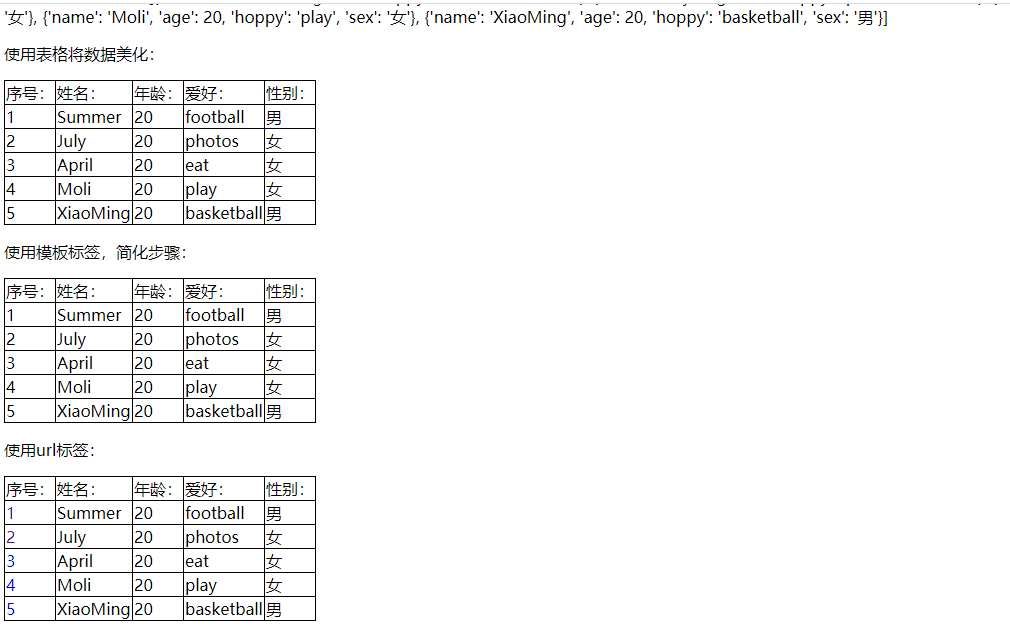 '女'}, {'name': 'Moli', 'age': 20, 'hoppy': 'play', 'sex': '女'}, {'name': 'XiaoMing', 'age': 20, 'hoppy': 'basketball', 'sex': '男'}]
使用表格将数据美化：
序号： 姓名： 年龄： 爱好： 性别：
1 Summer 20 football 男
2 July 20 photos 女
3 April 20 eat 女
4 Moli 20 play 女
5 XiaoMing 20 basketball 男
使用模板标签，简化步骤：
序号： 姓名： 年龄： 爱好： 性别：
1 Summer 20 football 男
2 July 20 photos 女
3 April 20 eat 女
4 Moli 20 play 女
5 XiaoMing 20 basketball 男
使用url标签：
序号： 姓名： 年龄： 爱好： 性别：
1 Summer 20 football 男
2 July 20 photos 女
3 April 20 eat 女
4 Moli 20 play 女
5 XiaoMing 20 basketball 男